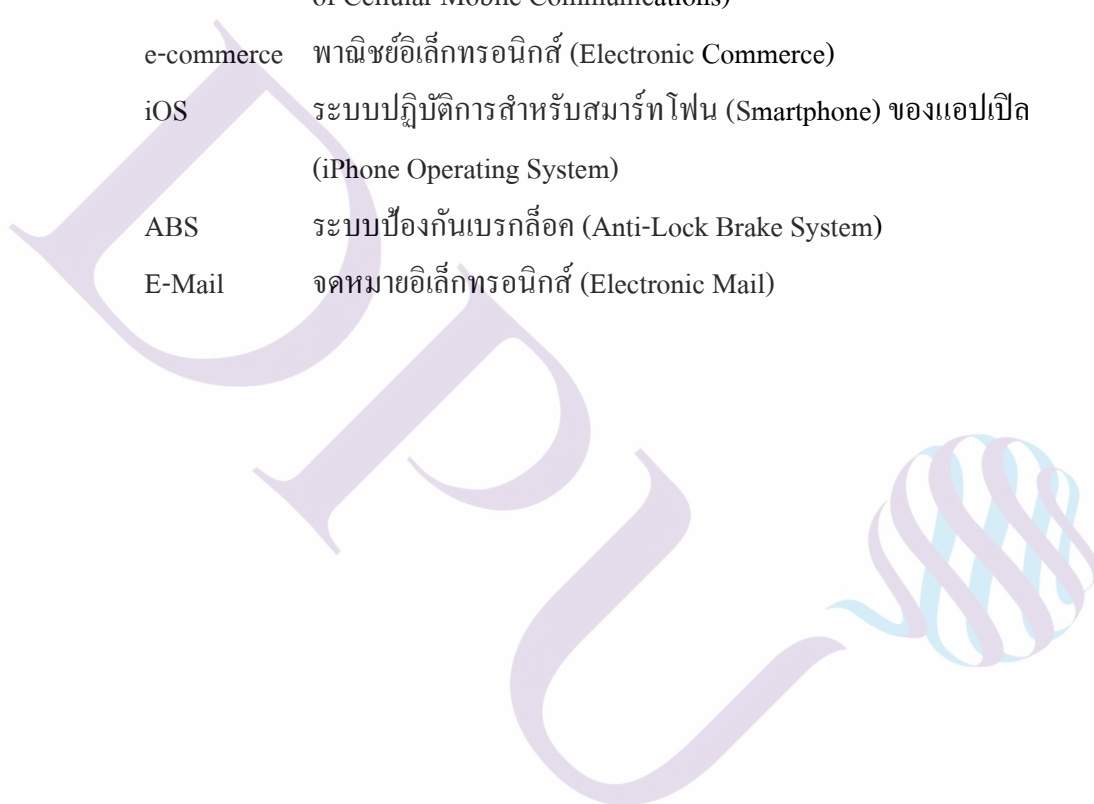 of Cellular Mobile Communications)
e-commerce พาณิชย์อิเล็กทรอนิกส์ (Electronic Commerce)
iOS ระบบปฏิบัติการสำหรับสมาร์ทโฟน (Smartphone) ของแอปเปิล
(iPhone Operating System)
ABS ระบบป้องกันเบรกล็อค (Anti-Lock Brake System)
E-Mail จดหมายอิเล็กทรอนิกส์ (Electronic Mail)
DPU